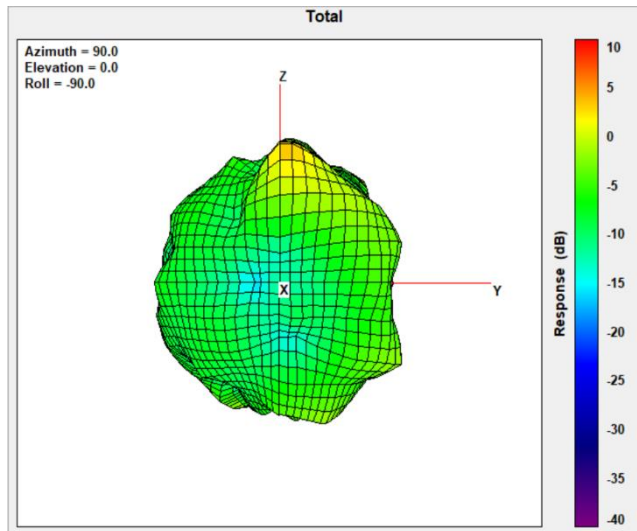 Total
Azimuth = 90.0
Elevation = 0.0
Roll = -90.0
Z
X
Y
10
5
0
-5
-10
-15
-20
-25
-30
-35
-40
Response (dB)